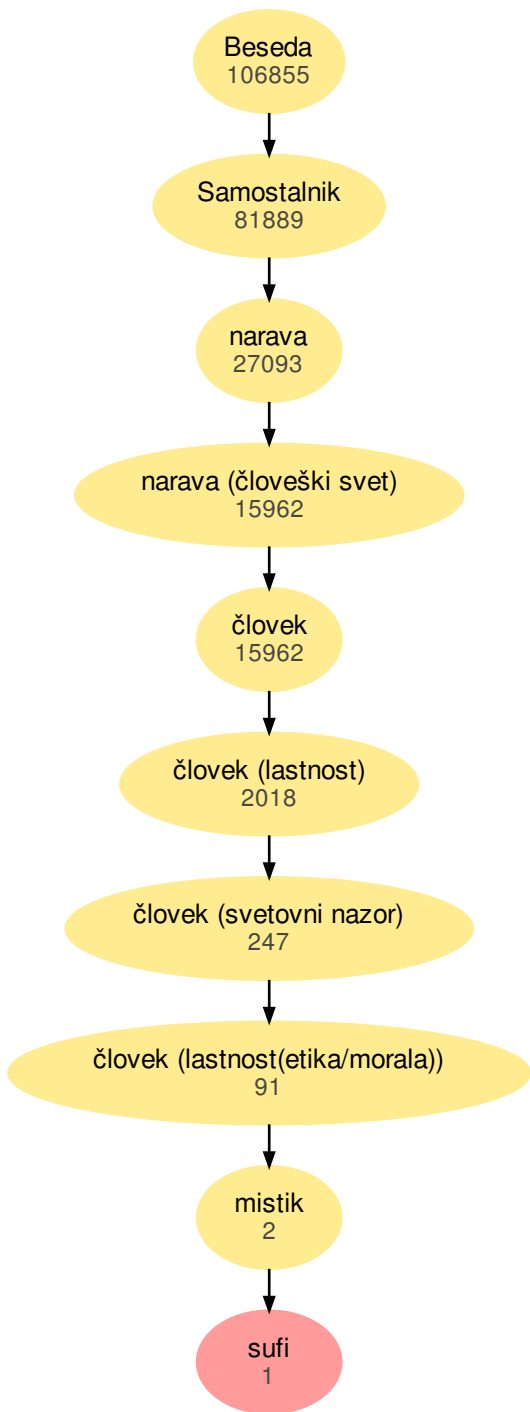 Beseda
106855
Samostalnik
81889
narava
27093
narava (človeški svet)
15962
človek
15962
človek (lastnost)
2018
človek (svetovni nazor)
247
človek (lastnost(etika/morala))
91
mistik
2
sufi
1